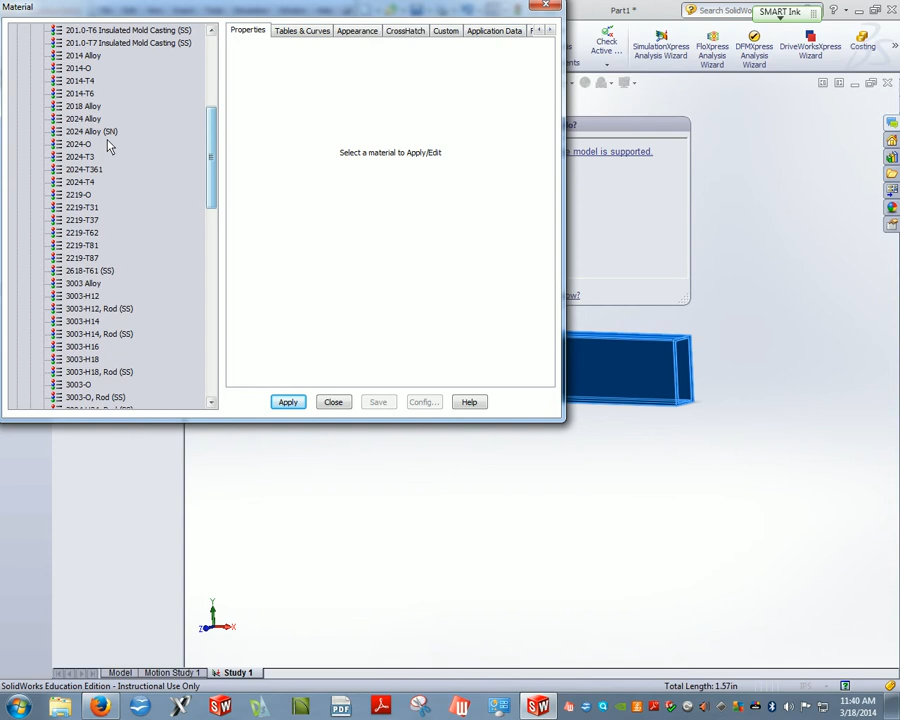 Material
Part1 *
Search SolidWorks
SMART Ink
201.0-T6 Insulated Mold Casting (SS)
201.0-T7 Insulated Mold Casting (SS)
2014 Alloy
2014-O
2014-T4
2014-T6
2018 Alloy
2024 Alloy
2024 Alloy (SN)
2024-O
2024-T3
2024-T361
2024-T4
2219-O
2219-T31
2219-T37
2219-T62
2219-T81
2219-T87
2618-T61 (SS)
3003 Alloy
3003-H12
3003-H12, Rod (SS)
3003-H14
3003-H14, Rod (SS)
3003-H16
3003-H18
3003-H18, Rod (SS)
3003-O
3003-O, Rod (SS)
Properties Tables & Curves Appearance CrossHatch Custom Application Data
Select a material to Apply/Edit
Apply Close Save Config... Help
Check
Active ...
SimulationXpress
Analysis Wizard
FloXpress
Analysis
Wizard
DFMXpress
Analysis
Wizard
DriveWorksXpress
Wizard
Costing
model is supported.
Model Motion Study 1 Study 1
SolidWorks Education Edition - Instructional Use Only
Total Length: 1.57in
IPS
Y
X
Z
PDF
SW
11:40 AM
3/18/2014